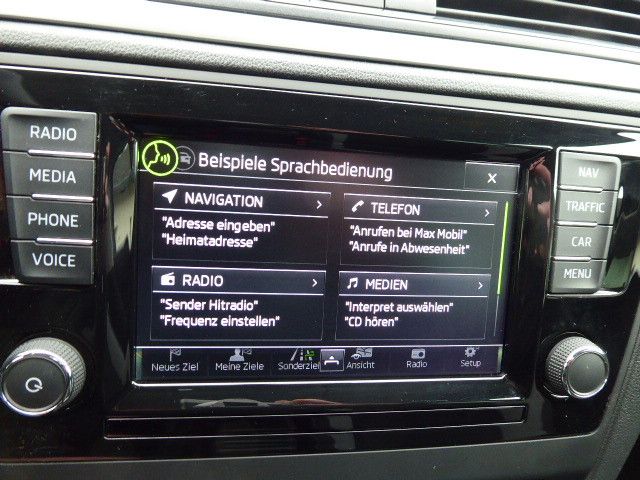 RADIO
MEDIA
PHONE
VOICE
Beispiele Sprachbedienung
X
NAVIGATION >
"Adresse eingeben"
"Heimatadresse"
TELEFON >
"Anrufen bei Max Mobil"
"Anrufe in Abwesenheit"
RADIO >
"Sender Hitradio"
"Frequenz einstellen"
MEDIEN >
"Interpret auswählen"
"CD hören"
Neues Ziel
Meine Ziele
Sonderziel
Ansicht
Radio
Setup
NAV
TRAFFIC
CAR
MENU